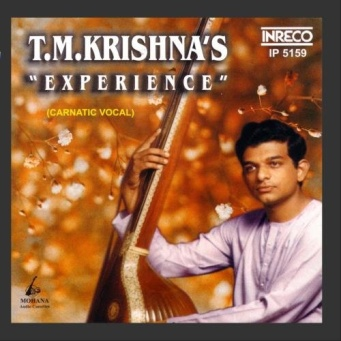 T.M.KRISHNA'S
"EXPERIENCE"
(CARNATIC VOCAL)
INRECO
IP 5159
MOHANA